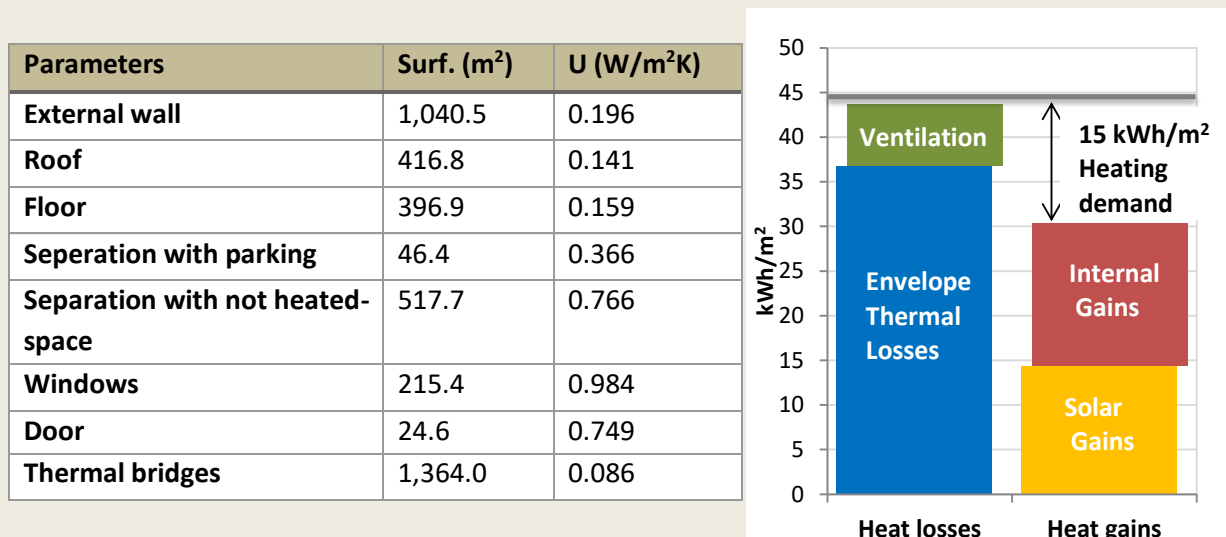 Parameters Surf. (m²) U (W/m²K)
External wall 1,040.5 0.196
Roof 416.8 0.141
Floor 396.9 0.159
Seperation with parking 46.4 0.366
Separation with not heated-
space 517.7 0.766
Windows 215.4 0.984
Door 24.6 0.749
Thermal bridges 1,364.0 0.086
kWh/m²
50
45
40
35
30
25
20
15
10
5
0
Ventilation
Envelope
Thermal
Losses
15 kWh/m²
Heating
demand
Internal
Gains
Solar
Gains
Heat losses Heat gains